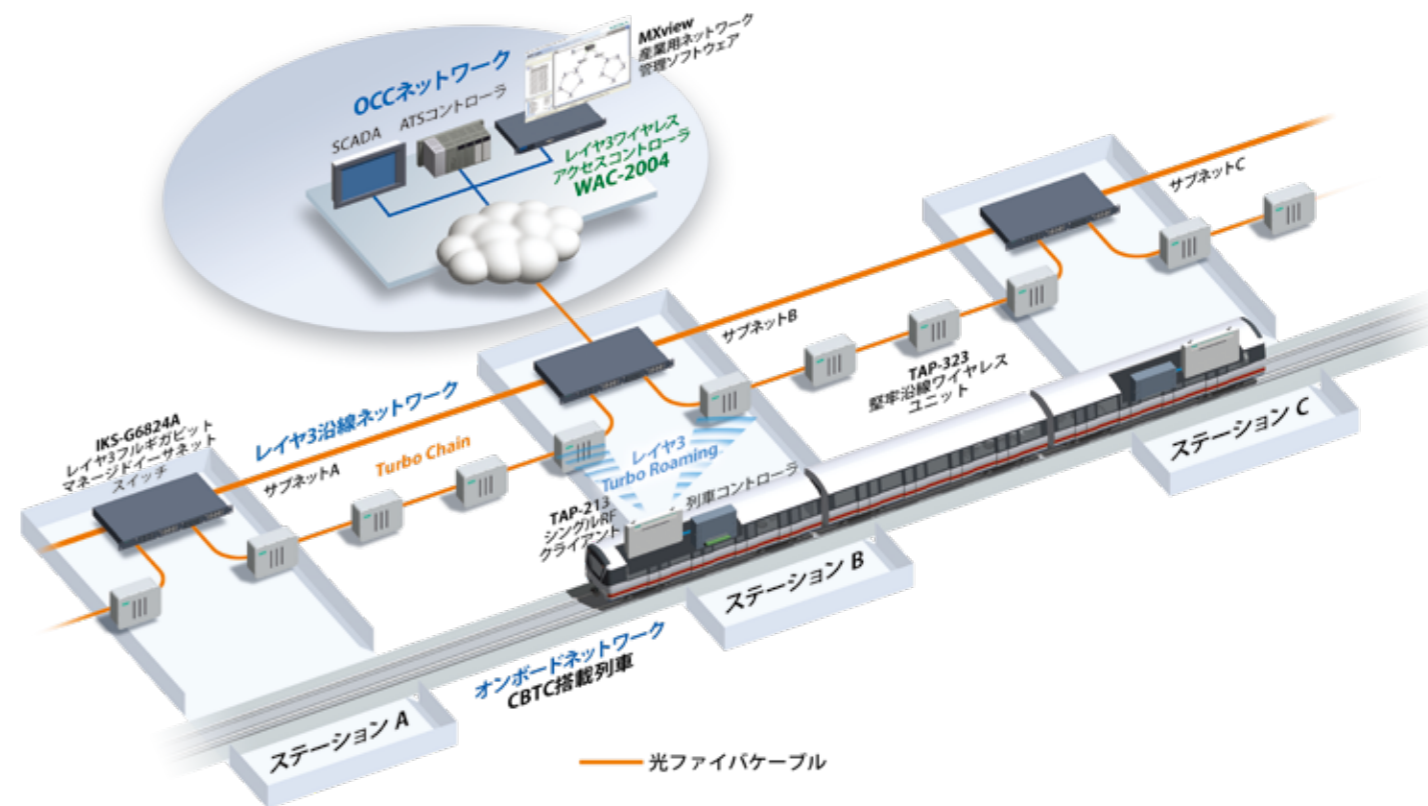 MXview
産業用ネットワーク
管理ソフトウェア
OCCネットワーク
ATSコントローラ
SCADA
レイヤ3ワイヤレス
アクセスコントローラ
WAC-2004
サブネットC
サブネットB
TAP-323
堅牢沿線ワイヤレス
ユニット
レイヤ3沿線ネットワーク
IKS-G6824A
レイヤ3フルギガビット
マネージドイーサネット
スイッチ
サブネットA
Turbo Chain
レイヤ3
Turbo Roaming
TAP-213
シングルRF
クライアント
列車コントローラ
ステーション C
ステーション B
オンボードネットワーク
CBTC搭載列車
ステーション A
光ファイバケーブル